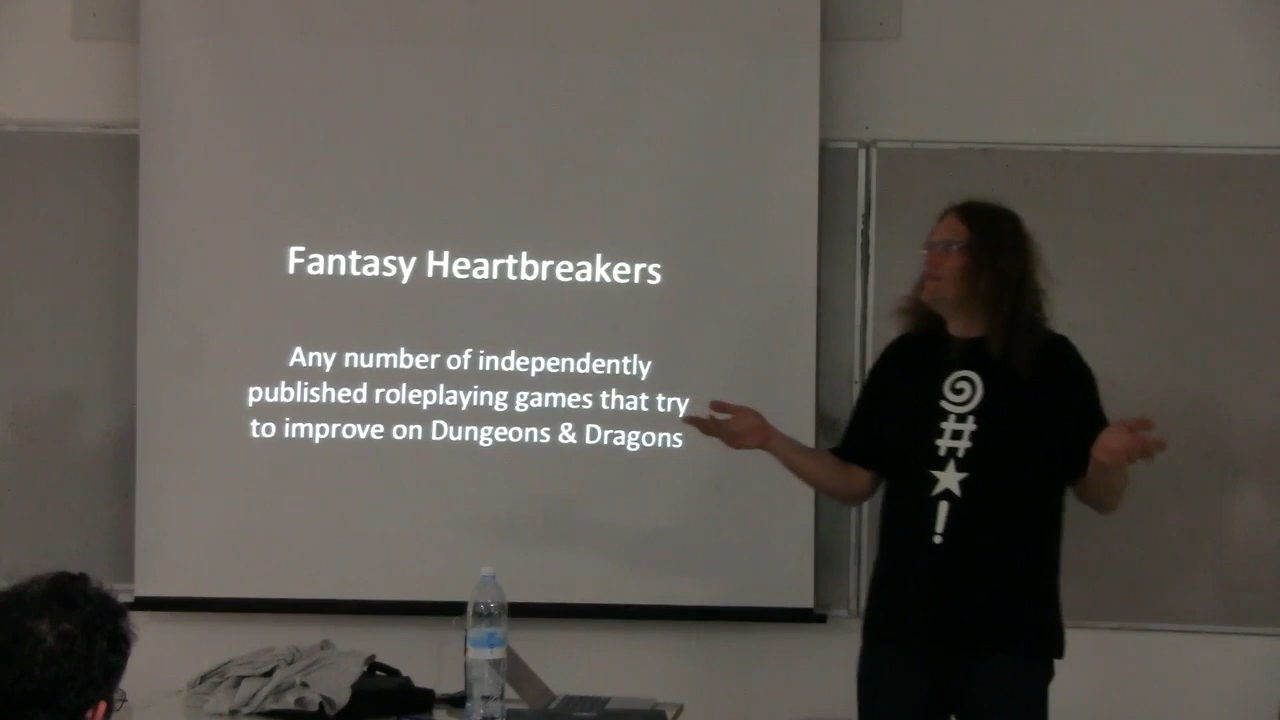 Fantasy Heartbreakers
Any number of independently
published roleplaying games that try
to improve on Dungeons & Dragons
@#★!